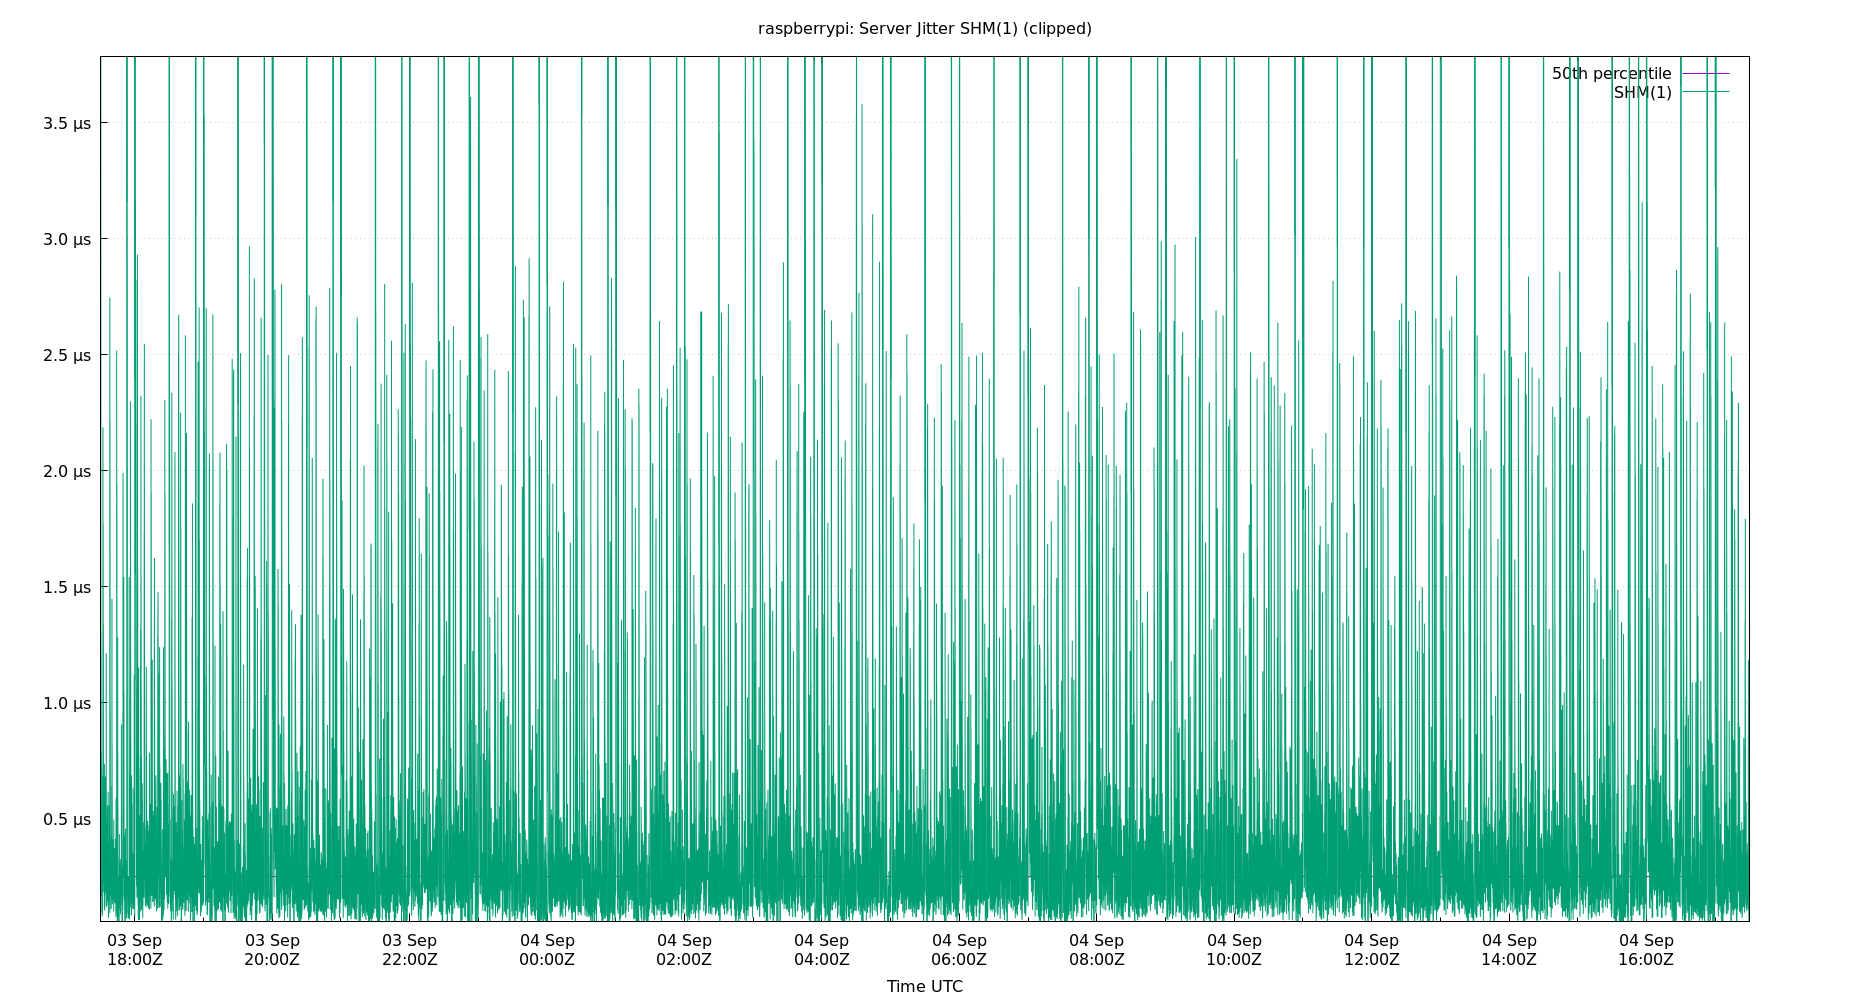 raspberrypi: Server Jitter SHM(1) (clipped)
50th percentile
SHM(1)
3.5 µs
3.0 µs
2.5 µs
2.0 µs
1.5 µs
1.0 µs
0.5 µs
03 Sep 03 Sep 03 Sep 04 Sep 04 Sep 04 Sep 04 Sep 04 Sep 04 Sep 04 Sep 04 Sep 04 Sep
18:00Z 20:00Z 22:00Z 00:00Z 02:00Z 04:00Z 06:00Z 08:00Z 10:00Z 12:00Z 14:00Z 16:00Z
Time UTC